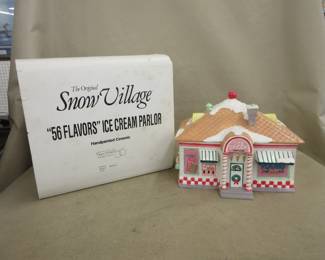 The Original
Snow Village
"56 FLAVORS" ICE CREAM PARLOR
Handpainted Ceramic